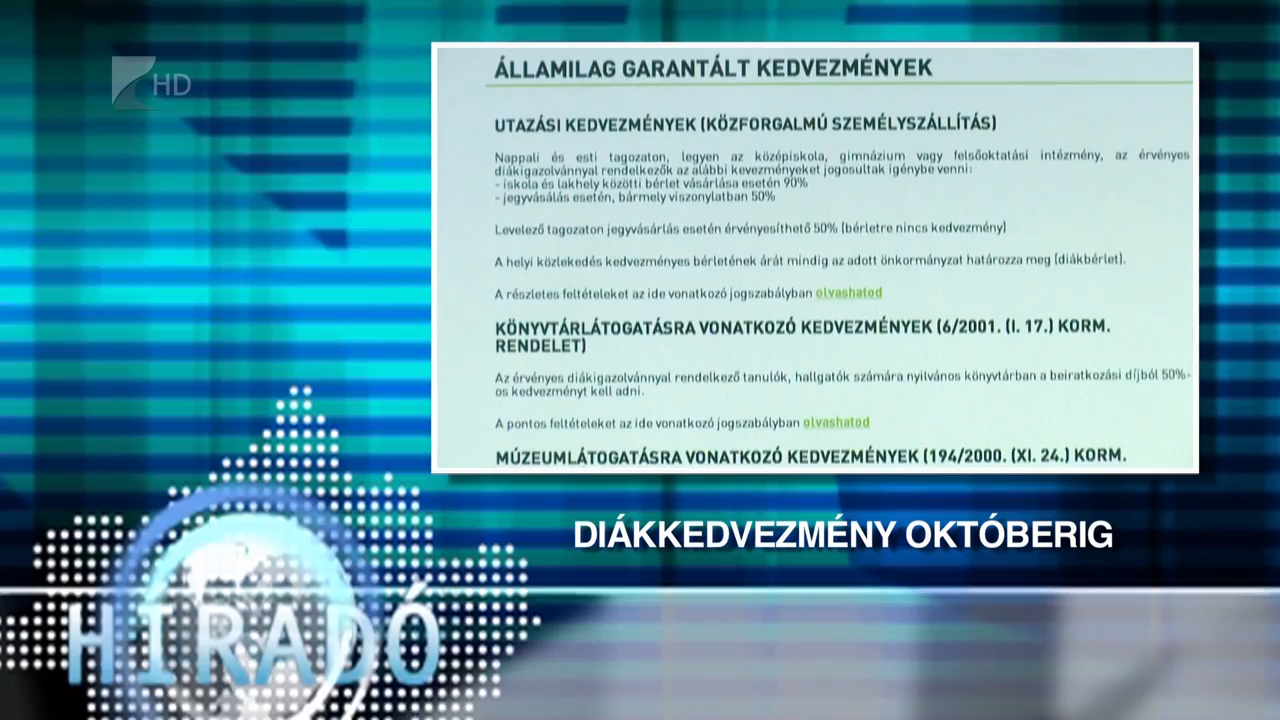 HD
ÁLLAMILAG GARANTÁLT KEDVEZMÉNYEK
UTAZÁSI KEDVEZMÉNYEK (KÖZFORGALMÚ SZEMÉLYSZÁLLÍTÁS)
Nappali és esti tagozaton, legyen az középiskola, gimnázium vagy felsőoktatási intézmény, az érvényes
diákigazolvánnyal rendelkezők az alábbi kevezményeket jogosultak igénybe venni:
- iskola és lakhely közötti bérlet vásárlása esetén 90%
- jegyvásálás esetén, bármely viszonylatban 50%
Levelező tagozaton jegyvásárlás esetén érvényesíthető 50% (bérletre nincs kedvezmény)
A helyi közlekedés kedvezményes bérletének árát mindig az adott önkormányzat határozza meg (diákbérlet).
A részletes feltételeket az ide vonatkozó jogszabályban olvashatod
KÖNYVTÁRLÁTOGATÁSRA VONATKOZÓ KEDVEZMÉNYEK (6/2001. (I. 17.) KORM.
RENDELET)
Az érvényes diákigazolvánnyal rendelkező tanulók, hallgatók számára nyilvános könyvtárban a beiratkozási díjból 50%-
os kedvezményt kell adni.
A pontos feltételeket az ide vonatkozó jogszabályban olvashatod
MÚZEUMLÁTOGATÁSRA VONATKOZÓ KEDVEZMÉNYEK (194/2000. (XI. 24.) KORM.
DIÁKKEDVEZMÉNY OKTÓBERIG
HIRADÓ